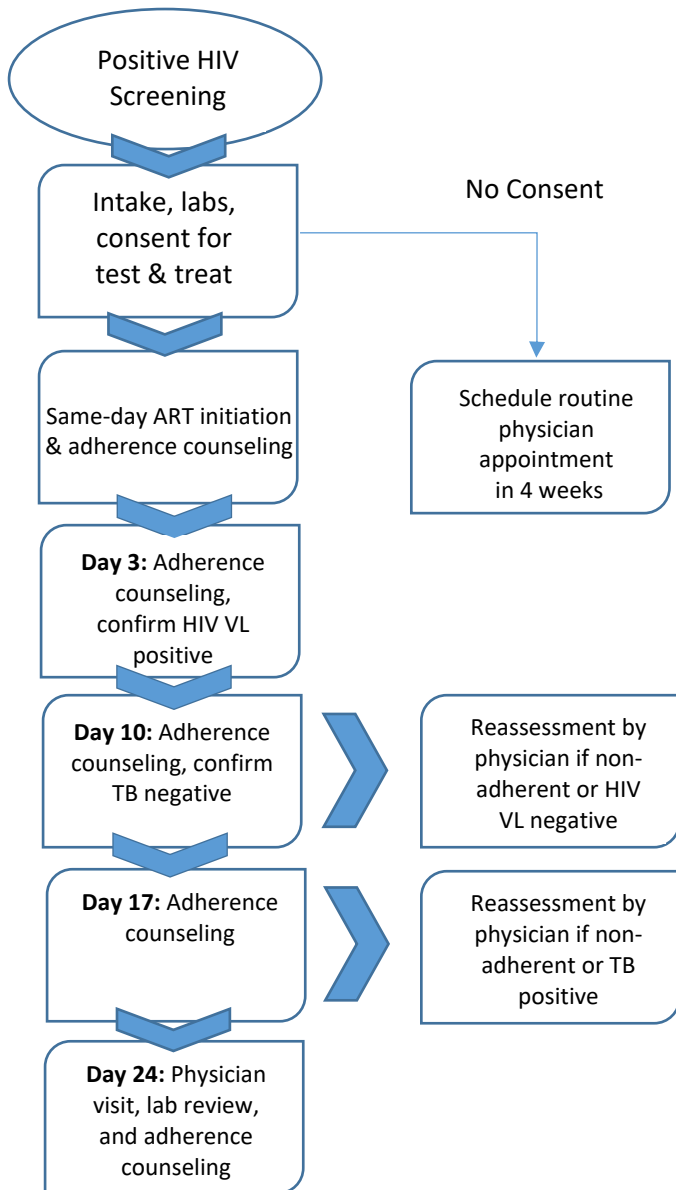 Positive HIV
Screening
Intake, labs,
consent for
test & treat
No Consent
Same-day ART initiation
& adherence counseling
Schedule routine
physician
appointment
in 4 weeks
Day 3: Adherence
counseling,
confirm HIV VL
positive
Day 10: Adherence
counseling, confirm
TB negative
Reassessment by
physician if non-
adherent or HIV
VL negative
Day 17: Adherence
counseling
Reassessment by
physician if non-
adherent or TB
positive
Day 24: Physician
visit, lab review,
and adherence
counseling